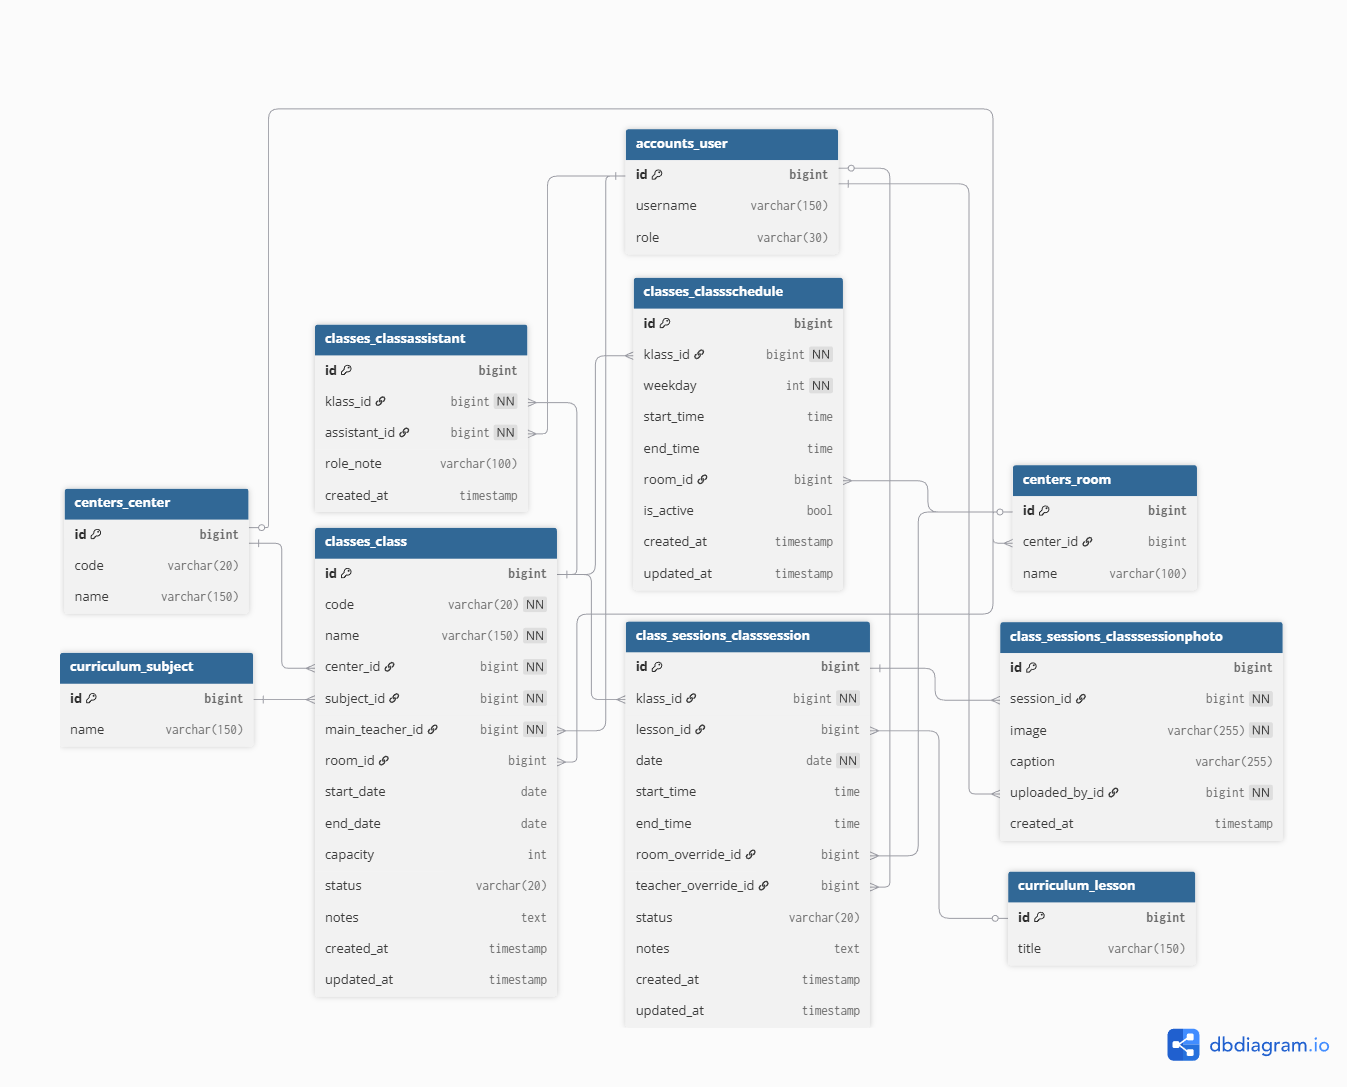 accounts_user
id bigint
username varchar(150)
role varchar(30)
classes_classschedule
id bigint
klass_id bigint NN
weekday int NN
start_time time
end_time time
room_id bigint
is_active bool
created_at timestamp
updated_at timestamp
classes_classassistant
id bigint
klass_id bigint NN
assistant_id bigint NN
role_note varchar(100)
created_at timestamp
centers_center
id bigint
code varchar(20)
name varchar(150)
centers_room
id bigint
center_id bigint
name varchar(100)
classes_class
id bigint
code varchar(20) NN
name varchar(150) NN
center_id bigint NN
subject_id bigint NN
main_teacher_id bigint NN
room_id bigint
start_date date
end_date date
capacity int
status varchar(20)
notes text
created_at timestamp
updated_at timestamp
curriculum_subject
id bigint
name varchar(150)
class_sessions_classsession
id bigint
klass_id bigint NN
lesson_id bigint
date date NN
start_time time
end_time time
room_override_id bigint
teacher_override_id bigint
status varchar(20)
notes text
created_at timestamp
updated_at timestamp
class_sessions_classsessionphoto
id bigint
session_id bigint NN
image varchar(255) NN
caption varchar(255)
uploaded_by_id bigint NN
created_at timestamp
curriculum_lesson
id bigint
title varchar(150)
dbdiagram.io